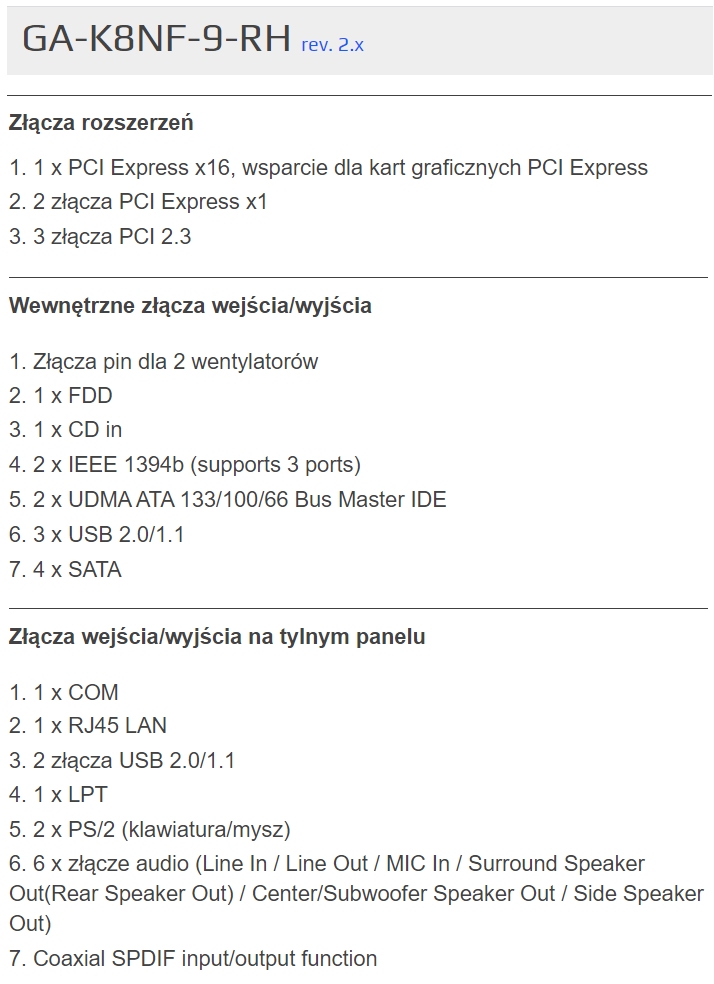 GA-K8NF-9-RH rev. 2.x
Złącza rozszerzeń
1. 1 x PCI Express x16, wsparcie dla kart graficznych PCI Express
2. 2 złącza PCI Express x1
3. 3 złącza PCI 2.3
Wewnętrzne złącza wejścia/wyjścia
1. Złącza pin dla 2 wentylatorów
2. 1 x FDD
3. 1 x CD in
4. 2 x IEEE 1394b (supports 3 ports)
5. 2 x UDMA ATA 133/100/66 Bus Master IDE
6. 3 x USB 2.0/1.1
7. 4 x SATA
Złącza wejścia/wyjścia na tylnym panelu
1. 1 x COM
2. 1 x RJ45 LAN
3. 2 złącza USB 2.0/1.1
4. 1 x LPT
5. 2 x PS/2 (klawiatura/mysz)
6. 6 x złącze audio (Line In / Line Out / MIC In / Surround Speaker
Out(Rear Speaker Out) / Center/Subwoofer Speaker Out / Side Speaker
Out)
7. Coaxial SPDIF input/output function